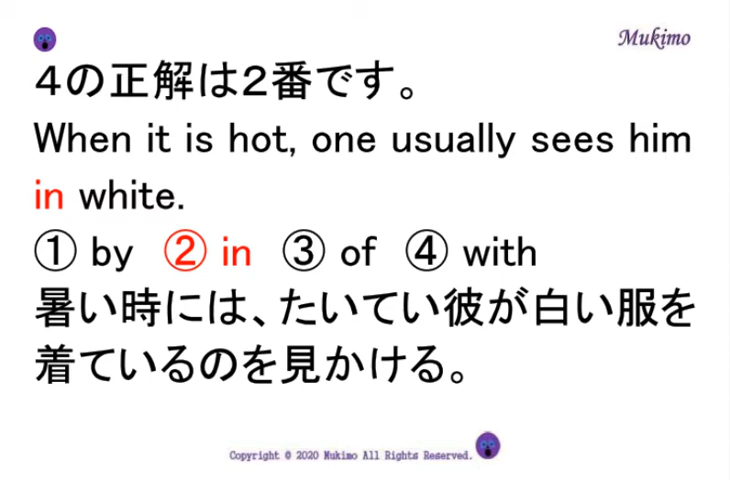 Mukimo
４の正解は２番です。
When it is hot, one usually sees him
in white.
① by ② in ③ of ④ with
暑い時には、たいてい彼が白い服を
着ているのを見かける。
Copyright © 2020 Mukimo All Rights Reserved.